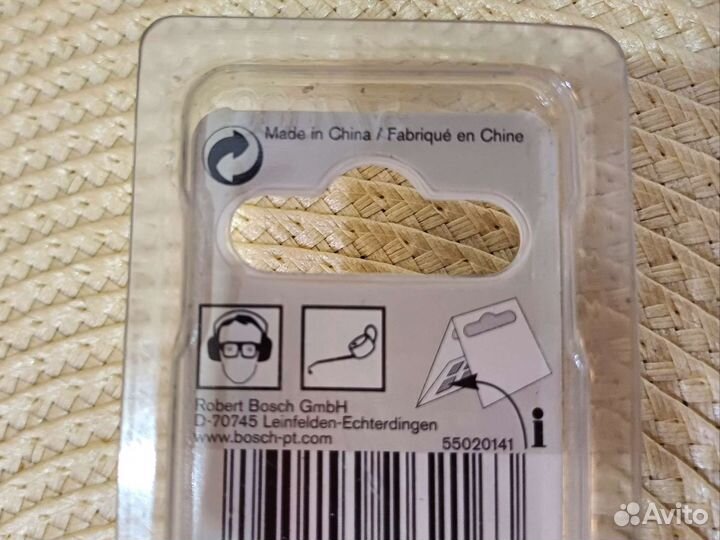 Made in China / Fabriqué en Chine
Robert Bosch GmbH
D-70745 Leinfelden-Echterdingen
www.bosch-pt.com
55020141
i
Avito